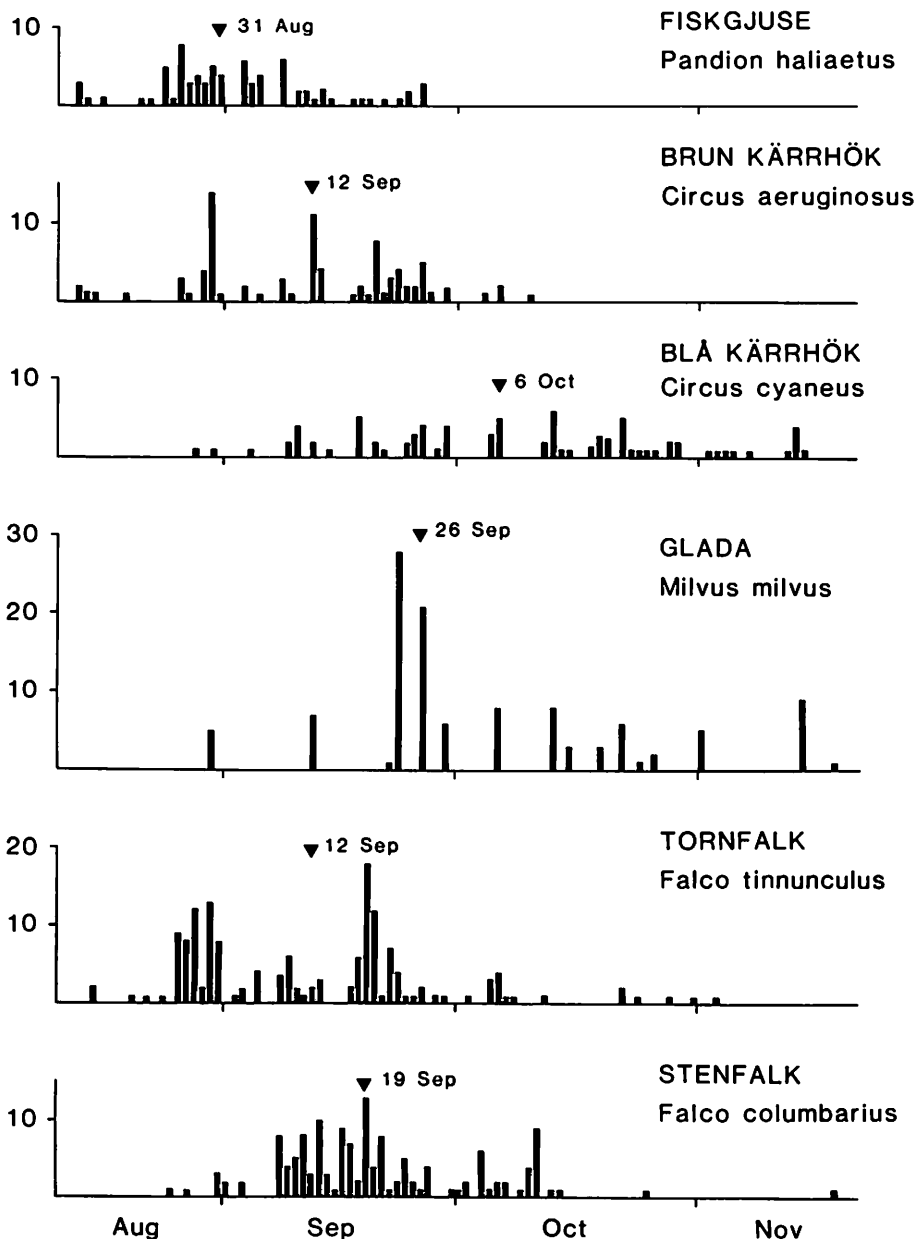 FISKGJUSE
Pandion haliaetus
10
31 Aug
BRUN KÄRRHÖK
Circus aeruginosus
12 Sep
10
BLÅ KÄRRHÖK
Circus cyaneus
10
6 Oct
30
26 Sep
GLADA
Milvus milvus
20
10
TORNFALK
Falco tinnunculus
20
12 Sep
10
STENFALK
Falco columbarius
19 Sep
10
Aug Sep Oct Nov